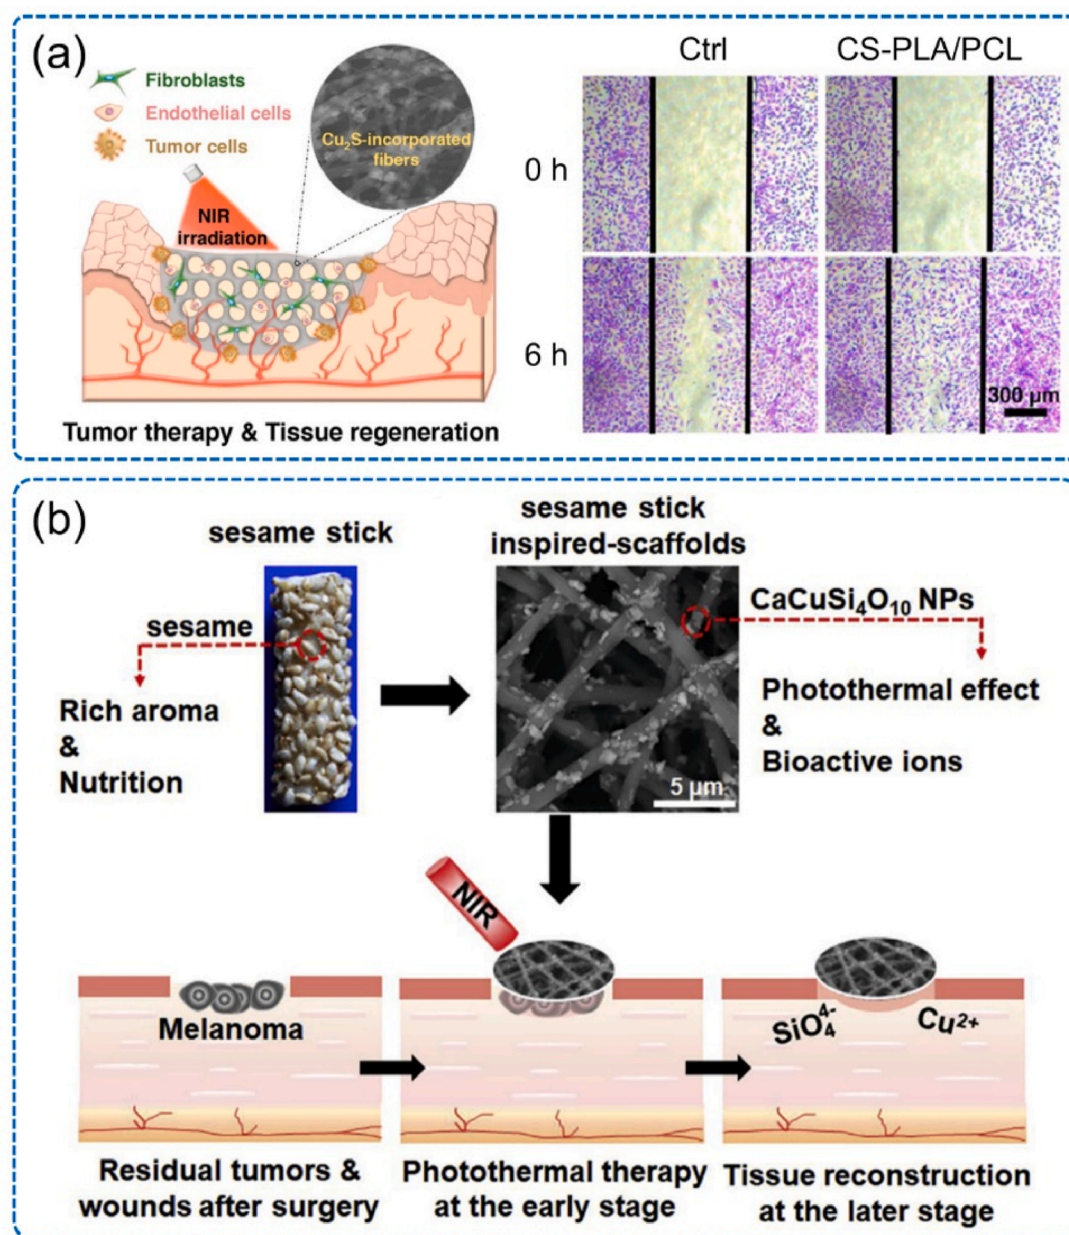 (a)
Fibroblasts
Endothelial cells
Tumor cells
Cu₂S-incorporated
fibers
NIR
irradiation
Tumor therapy & Tissue regeneration
Ctrl
CS-PLA/PCL
0 h
6 h
300 µm
(b)
sesame stick
sesame
Rich aroma
&
Nutrition
sesame stick
inspired-scaffolds
5 µm
CaCuSi₄O₁₀ NPs
Photothermal effect
&
Bioactive ions
NIR
Melanoma
SiO₄⁴⁻
Cu²⁺
Residual tumors &
wounds after surgery
Photothermal therapy
at the early stage
Tissue reconstruction
at the later stage